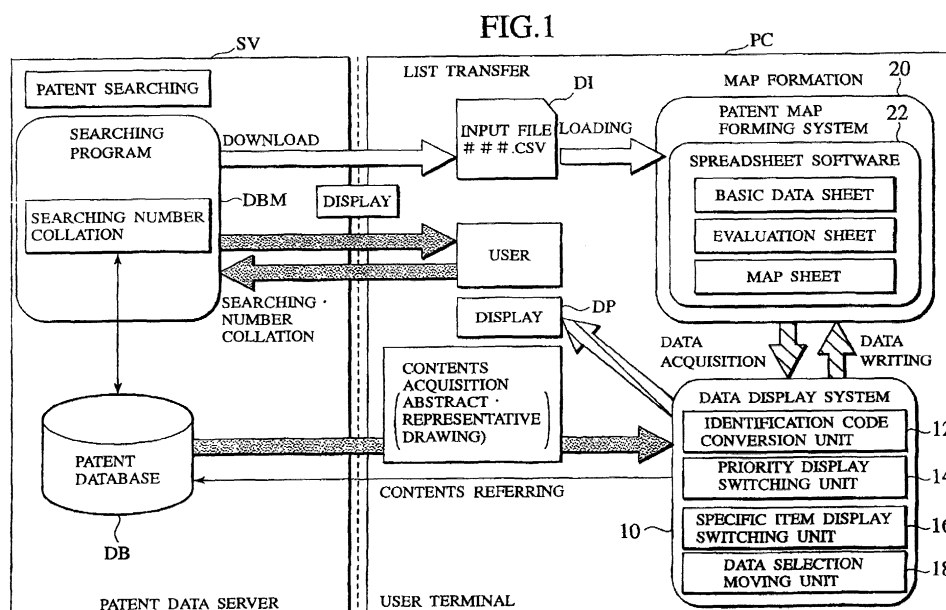 FIG.1
SV
PC
PATENT SEARCHING
SEARCHING
PROGRAM
SEARCHING NUMBER
COLLATION
DOWNLOAD
DBM
DISPLAY
LIST TRANSFER
DI
INPUT FILE
###.CSV
LOADING
MAP FORMATION
20
PATENT MAP
FORMING SYSTEM
22
SPREADSHEET SOFTWARE
BASIC DATA SHEET
EVALUATION SHEET
MAP SHEET
USER
SEARCHING·
NUMBER
COLLATION
DISPLAY
DP
DATA
ACQUISITION
DATA
WRITING
CONTENTS
ACQUISITION
(ABSTRACT·
REPRESENTATIVE
DRAWING)
PATENT
DATABASE
DB
CONTENTS REFERRING
DATA DISPLAY SYSTEM
IDENTIFICATION CODE
CONVERSION UNIT
12
PRIORITY DISPLAY
SWITCHING UNIT
14
10
SPECIFIC ITEM DISPLAY
SWITCHING UNIT
16
DATA SELECTION
MOVING UNIT
18
PATENT DATA SERVER
USER TERMINAL